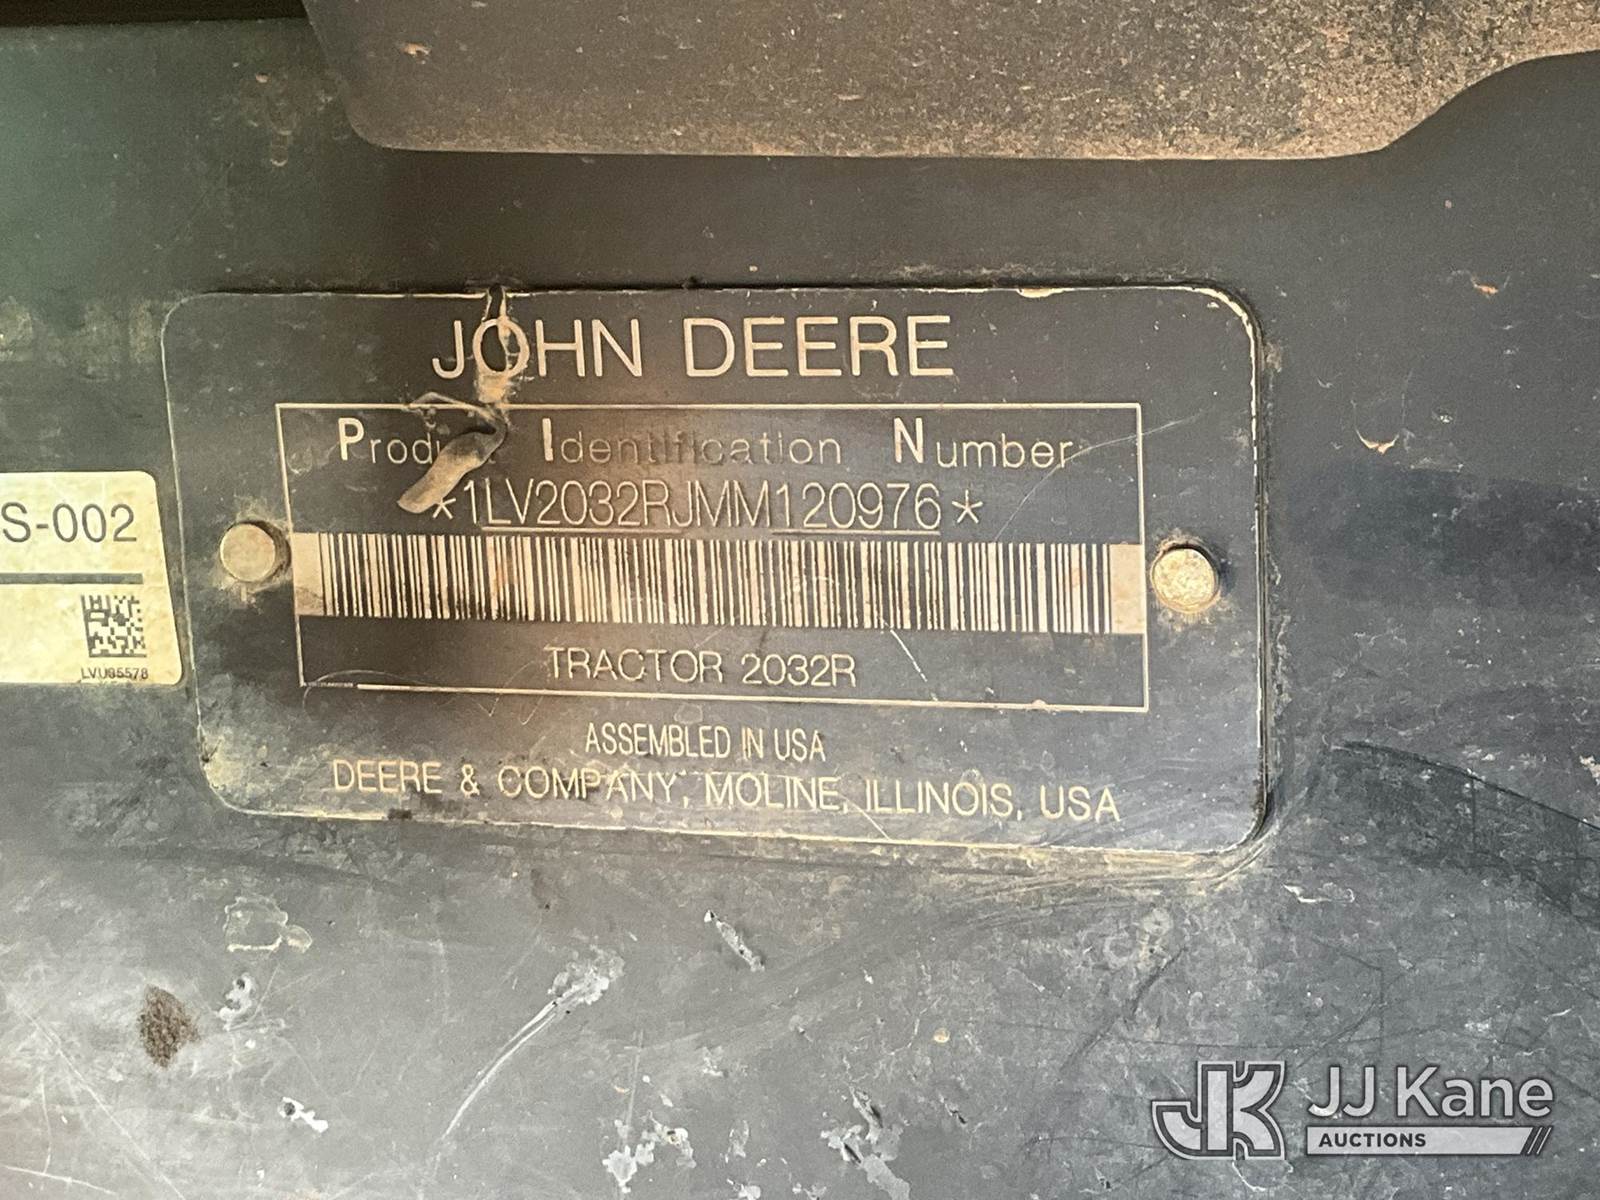 JOHN DEERE
Product Identification Number
*1LV2032RJMM120976*
TRACTOR 2032R
ASSEMBLED IN USA
DEERE & COMPANY, MOLINE, ILLINOIS, USA
S-002
LVU35578
JJ Kane
AUCTIONS